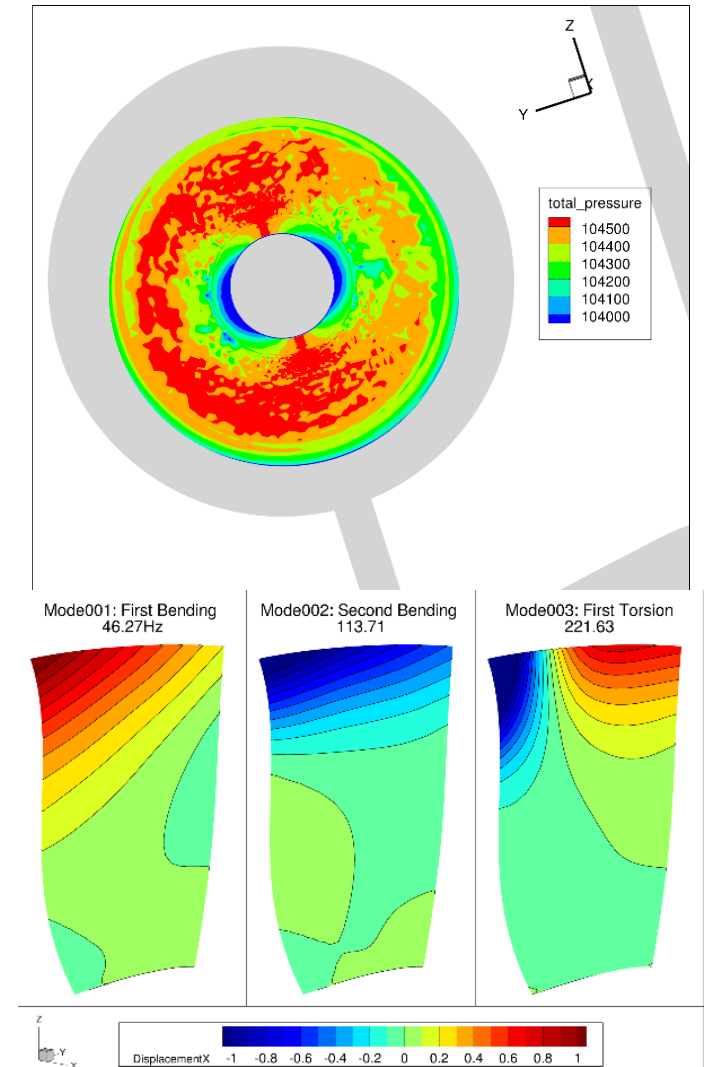 Z
Y
total_pressure
104500
104400
104300
104200
104100
104000
Mode001: First Bending
46.27Hz
Mode002: Second Bending
113.71
Mode003: First Torsion
221.63
Z
Y
X
DisplacementX -1 -0.8 -0.6 -0.4 -0.2 0 0.2 0.4 0.6 0.8 1